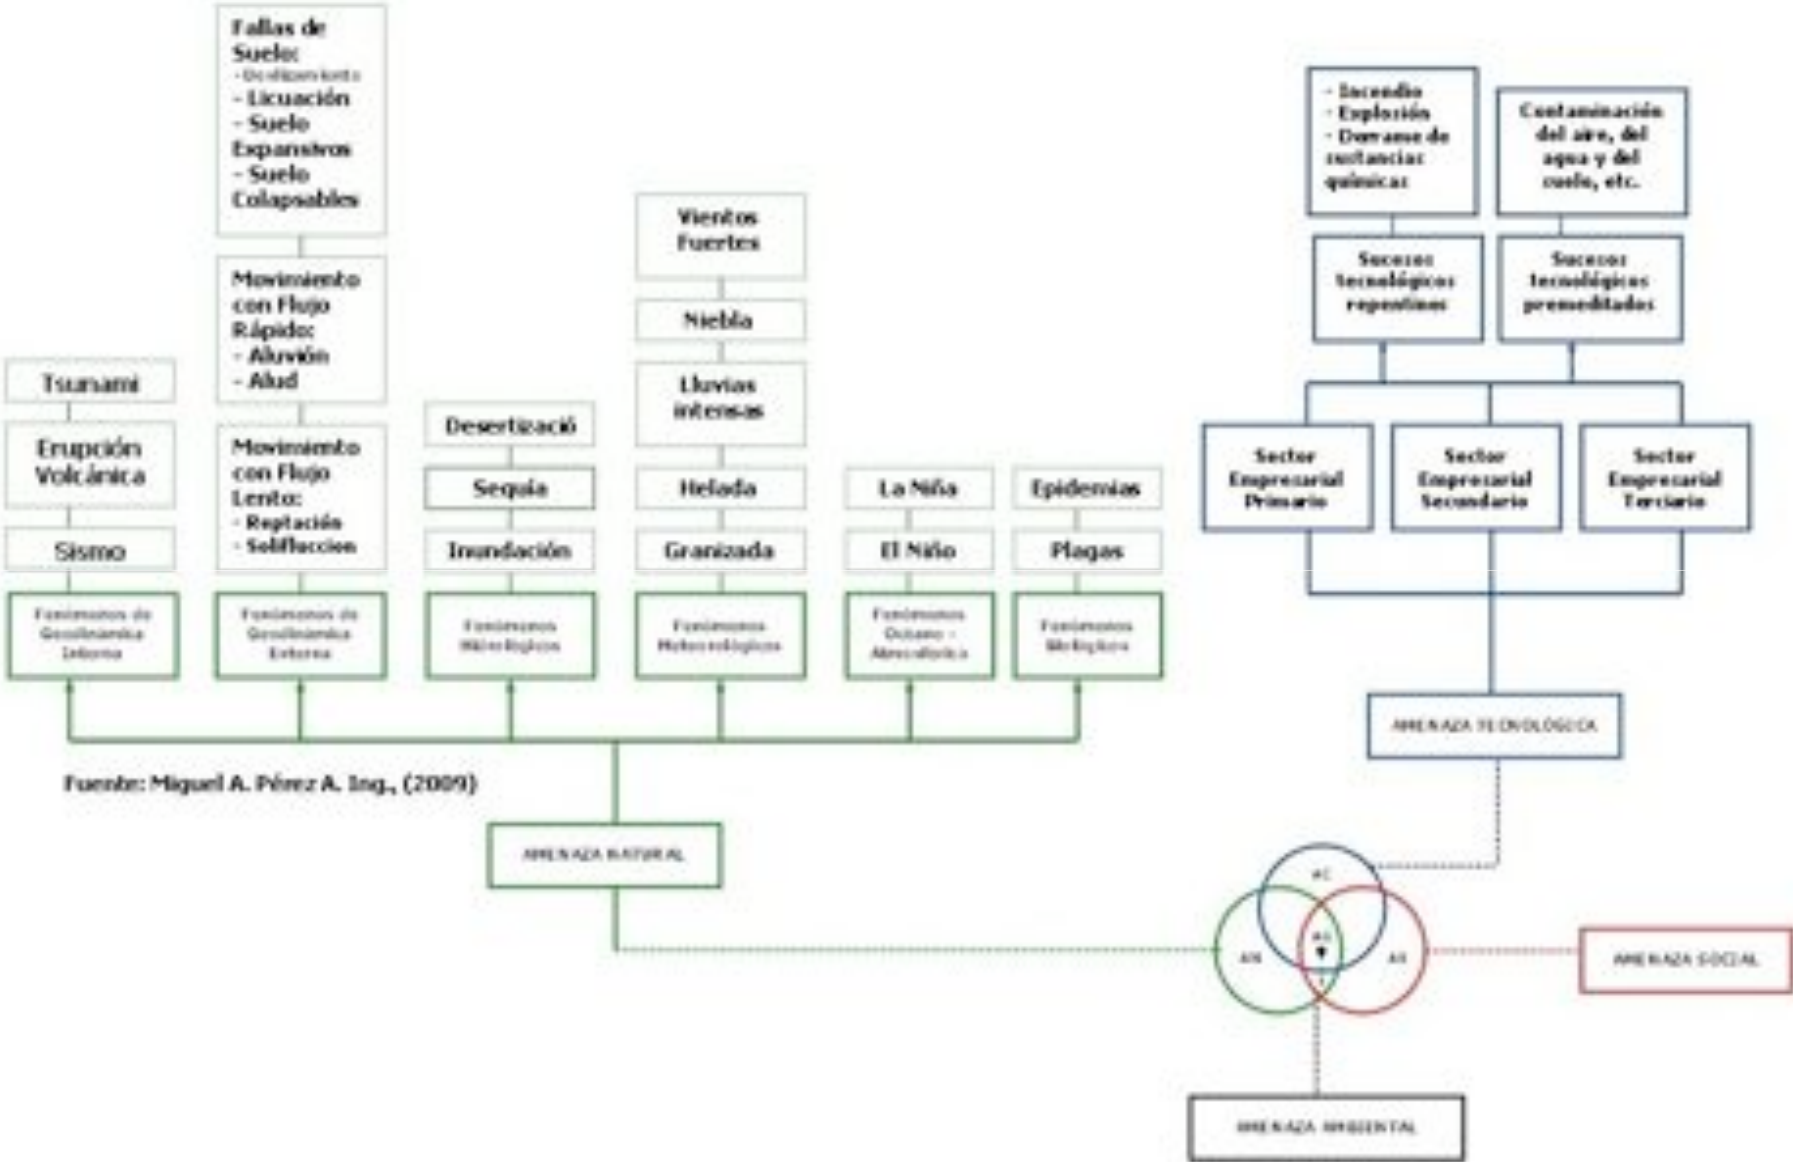 Fallas de
Suelo:
- Deslizamiento
- Licuación
- Suelo
Expansivos
- Suelo
Colapsables
Movimiento
con Flujo
Rápido:
- Aluvión
- Alud
Movimiento
con Flujo
Lento:
- Reptación
- Solifluccion
Tsunami
Erupción
Volcánica
Sismo
Desertizació
Sequía
Inundación
Vientos
Fuertes
Niebla
Lluvias
intensas
Helada
Granizada
La Niña
El Niño
Epidemias
Plagas
Fenómenos de
Geodinámica
Interna
Fenómenos de
Geodinámica
Externa
Fenómenos
Hidrológicos
Fenómenos
Meteorológicos
Fenómenos
Océano -
Atmosférica
Fenómenos
Biológicos
- Incendio
- Explosión
- Derrame de
sustancias
químicas
Contaminación
del aire, del
agua y del
suelo, etc.
Sucesos
tecnológicos
repentinos
Sucesos
tecnológicos
premeditados
Sector
Empresarial
Primario
Sector
Empresarial
Secundario
Sector
Empresarial
Terciario
AMENAZA TECNOLÓGICA
Fuente: Miguel A. Pérez A. Ing., (2009)
AMENAZA NATURAL
AMENAZA SOCIAL
AMENAZA AMBIENTAL